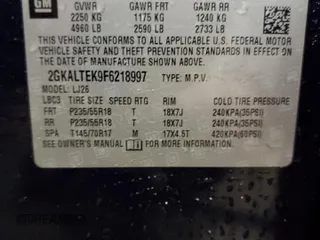 GM
GVWR GAWR FRT GAWR RR
2250 KG 1175 KG 1240 KG
4960 LB 2590 LB 2733 LB
THIS VEHICLE CONFORMS TO ALL APPLICABLE U.S. FEDERAL MOTOR
VEHICLE SAFETY AND THEFT PREVENTION STANDARDS IN EFFECT ON
THE DATE OF MANUFACTURE SHOWN ABOVE.
2GKALTEK9F6218997 TYPE: M.P.V.
MODEL: LJ26
TIRE SIZE SPEED RTG RIM COLD TIRE PRESSURE
FRT P235/55R18 T 18X7J 240KPA(35PSI)
RR P235/55R18 T 18X7J 240KPA(35PSI)
SPA T145/70R17 M 17X4.5T 420KPA(60PSI)
SEE OWNER'S MANUAL FOR MORE INFORMATION.